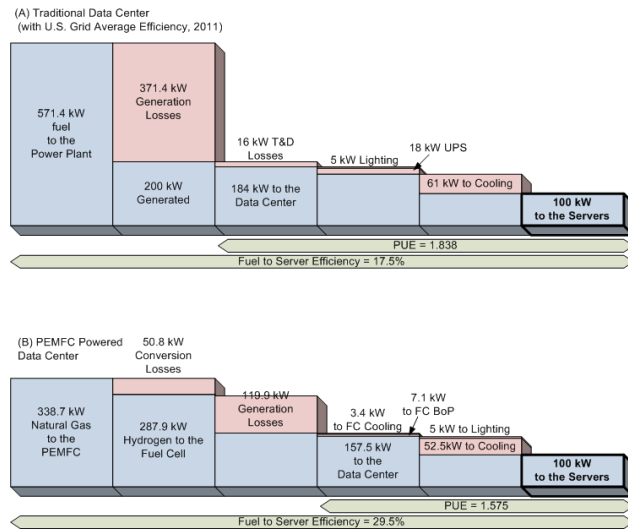 (A) Traditional Data Center
(with U.S. Grid Average Efficiency, 2011)
571.4 kW
fuel
to the
Power Plant
371.4 kW
Generation
Losses
200 kW
Generated
16 kW T&D
Losses
184 kW to the
Data Center
5 kW Lighting
18 kW UPS
61 kW to Cooling
100 kW
to the Servers
PUE = 1.838
Fuel to Server Efficiency = 17.5%
(B) PEMFC Powered
Data Center
50.8 kW
Conversion
Losses
338.7 kW
Natural Gas
to the
PEMFC
287.9 kW
Hydrogen to the
Fuel Cell
119.9 kW
Generation
Losses
3.4 kW
to FC Cooling
7.1 kW
to FC BoP
157.5 kW
to the
Data Center
5 kW to Lighting
52.5kW to Cooling
100 kW
to the Servers
PUE = 1.575
Fuel to Server Efficiency = 29.5%